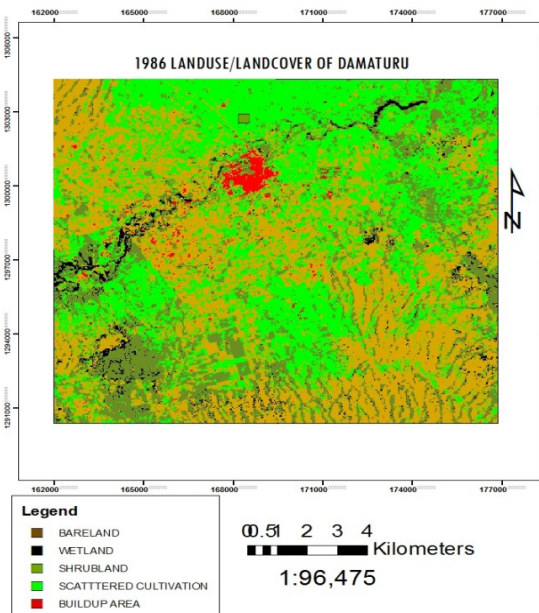 162000 165000 168000 171000 174000 177000
1986 LANDUSE/LANDCOVER OF DAMATURU
1306000
1303000
1300000
1297000
1294000
1291000
N
162000 165000 168000 171000 174000 177000
Legend
BARELAND
WETLAND
SHRUBLAND
SCATTTERED CULTIVATION
BUILDUP AREA
0 0.5 1 2 3 4
Kilometers
1:96,475